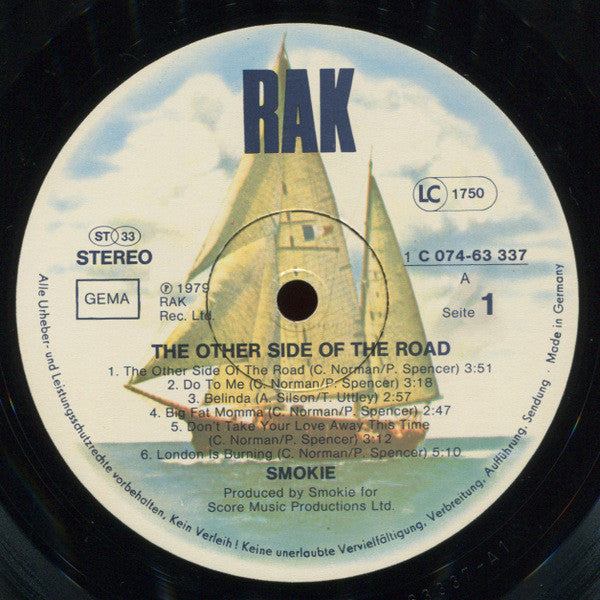 RAK
LC 1750
ST 33
STEREO
GEMA
℗ 1979
RAK
Rec. Ltd.
1 C 074-63 337
A
Seite 1
THE OTHER SIDE OF THE ROAD
1. The Other Side Of The Road (C. Norman/P. Spencer) 3:51
2. Do To Me (C. Norman/P. Spencer) 3:18
3. Belinda (A. Silson/T. Uttley) 2:57
4. Big Fat Momma (C. Norman/P. Spencer) 2:47
5. Don't Take Your Love Away This Time
(C. Norman/P. Spencer) 3:12
6. London Is Burning (C. Norman/P. Spencer) 5:10
SMOKIE
Produced by Smokie for
Score Music Productions Ltd.
Alle Urheber- und Leistungsschutzrechte vorbehalten, Kein Verleih! Keine unerlaubte Vervielfältigung, Verbreitung, Aufführung, Sendung · Made in Germany